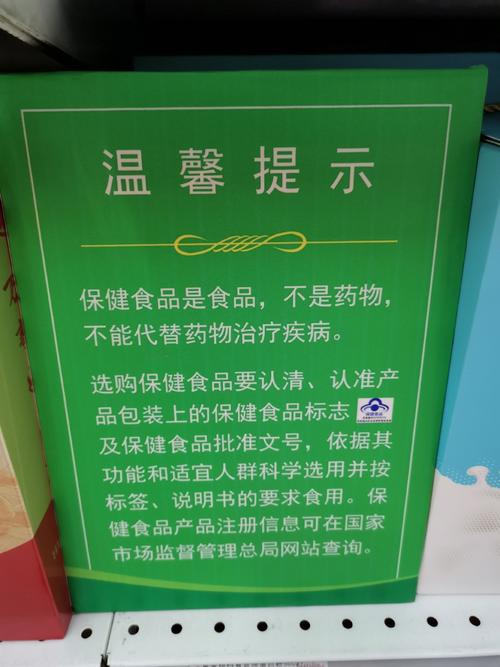 温馨提示
保健食品是食品，不是药物，
不能代替药物治疗疾病。
选购保健食品要认清、认准产
品包装上的保健食品标志
及保健食品批准文号，依据其
功能和适宜人群科学选用并按
标签、说明书的要求食用。保
健食品产品注册信息可在国家
市场监督管理总局网站查询。